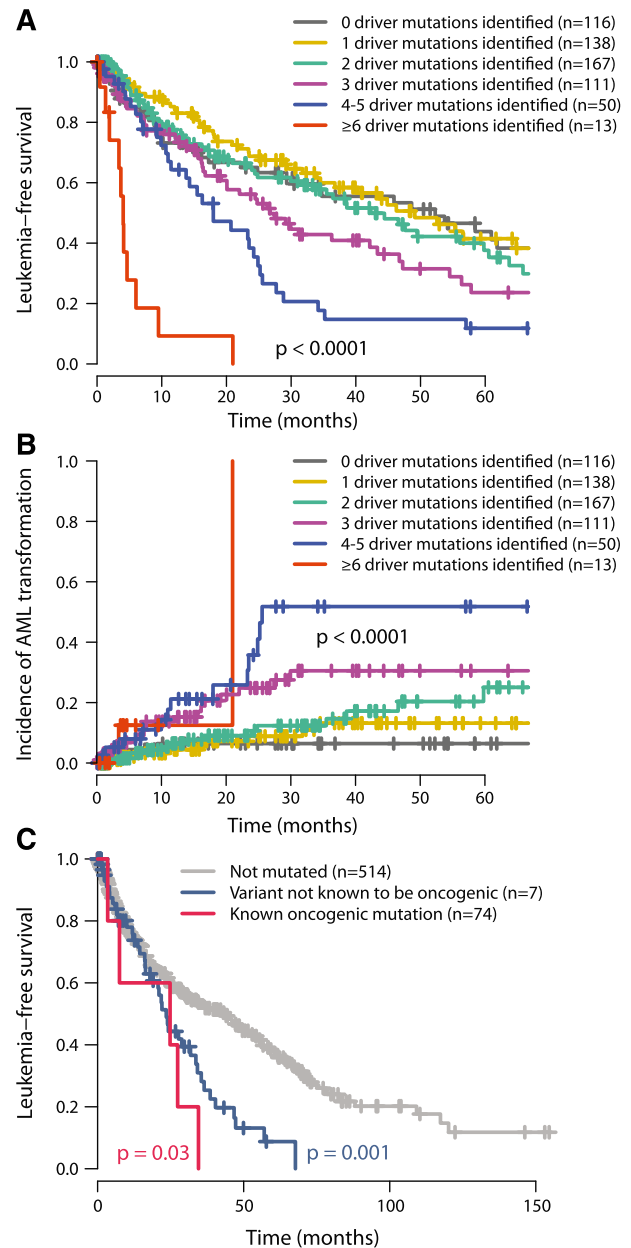 A
0 driver mutations identified (n=116)
1 driver mutations identified (n=138)
2 driver mutations identified (n=167)
3 driver mutations identified (n=111)
4-5 driver mutations identified (n=50)
≥6 driver mutations identified (n=13)
Leukemia–free survival
1.0
0.8
0.6
0.4
0.2
0.0
p < 0.0001
0 10 20 30 40 50 60
Time (months)
B
0 driver mutations identified (n=116)
1 driver mutations identified (n=138)
2 driver mutations identified (n=167)
3 driver mutations identified (n=111)
4-5 driver mutations identified (n=50)
≥6 driver mutations identified (n=13)
Incidence of AML transformation
1.0
0.8
0.6
0.4
0.2
0.0
p < 0.0001
0 10 20 30 40 50 60
Time (months)
C
Not mutated (n=514)
Variant not known to be oncogenic (n=7)
Known oncogenic mutation (n=74)
Leukemia–free survival
1.0
0.8
0.6
0.4
0.2
0.0
p = 0.03
p = 0.001
0 50 100 150
Time (months)